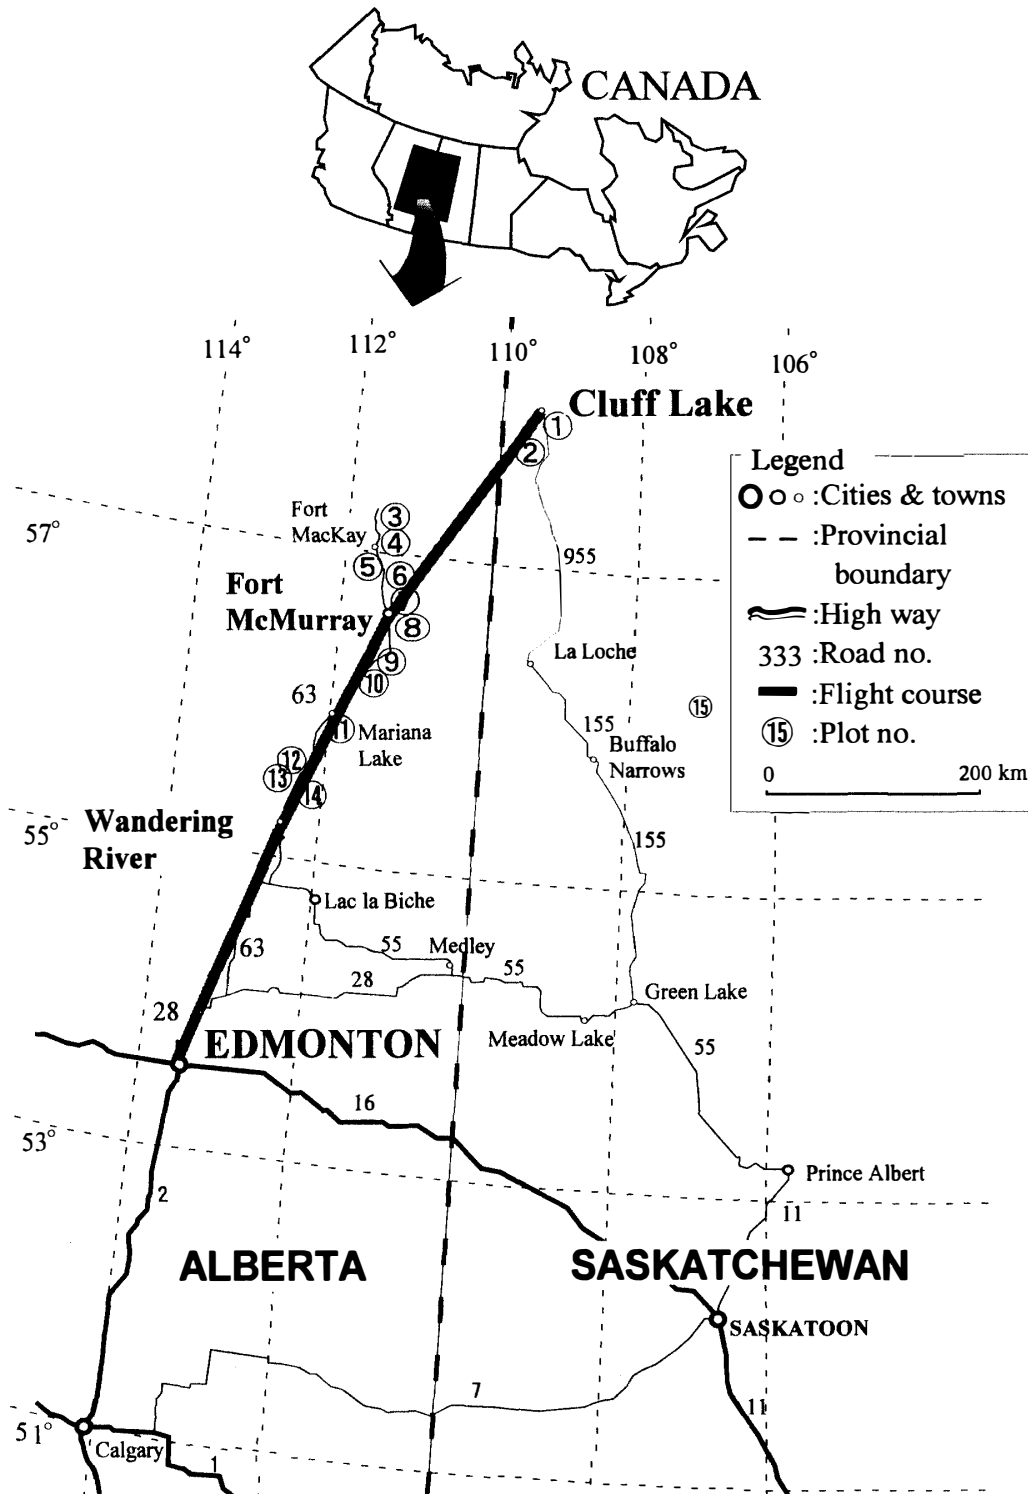 CANADA
114°
112°
110°
108°
106°
Cluff Lake
1
2
Legend
:Cities & towns
:Provincial
boundary
:High way
333 :Road no.
:Flight course
15 :Plot no.
0 200 km
57°
Fort
MacKay
3
4
5
6
955
Fort
McMurray
8
9
10
La Loche
63
15
11
Mariana
Lake
155
Buffalo
Narrows
12
13
14
55°
Wandering
River
155
Lac la Biche
63
55
Medley
28
55
Green Lake
28
EDMONTON
Meadow Lake
55
16
53°
2
Prince Albert
11
ALBERTA
SASKATCHEWAN
SASKATOON
7
11
51°
Calgary
1